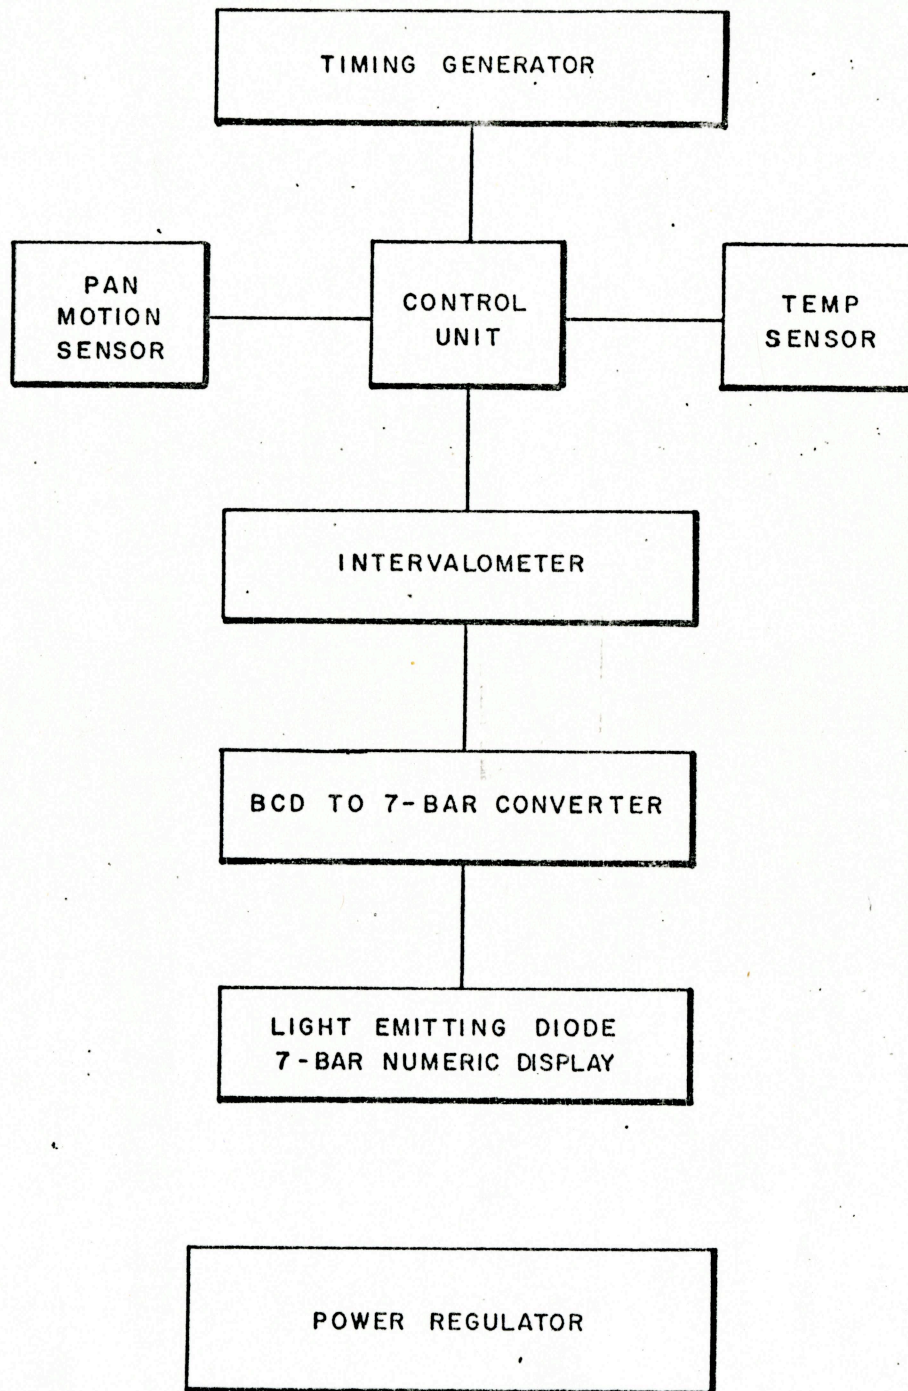 TIMING GENERATOR
PAN
MOTION
SENSOR
CONTROL
UNIT
TEMP
SENSOR
INTERVALOMETER
BCD TO 7-BAR CONVERTER
LIGHT EMITTING DIODE
7-BAR NUMERIC DISPLAY
POWER REGULATOR